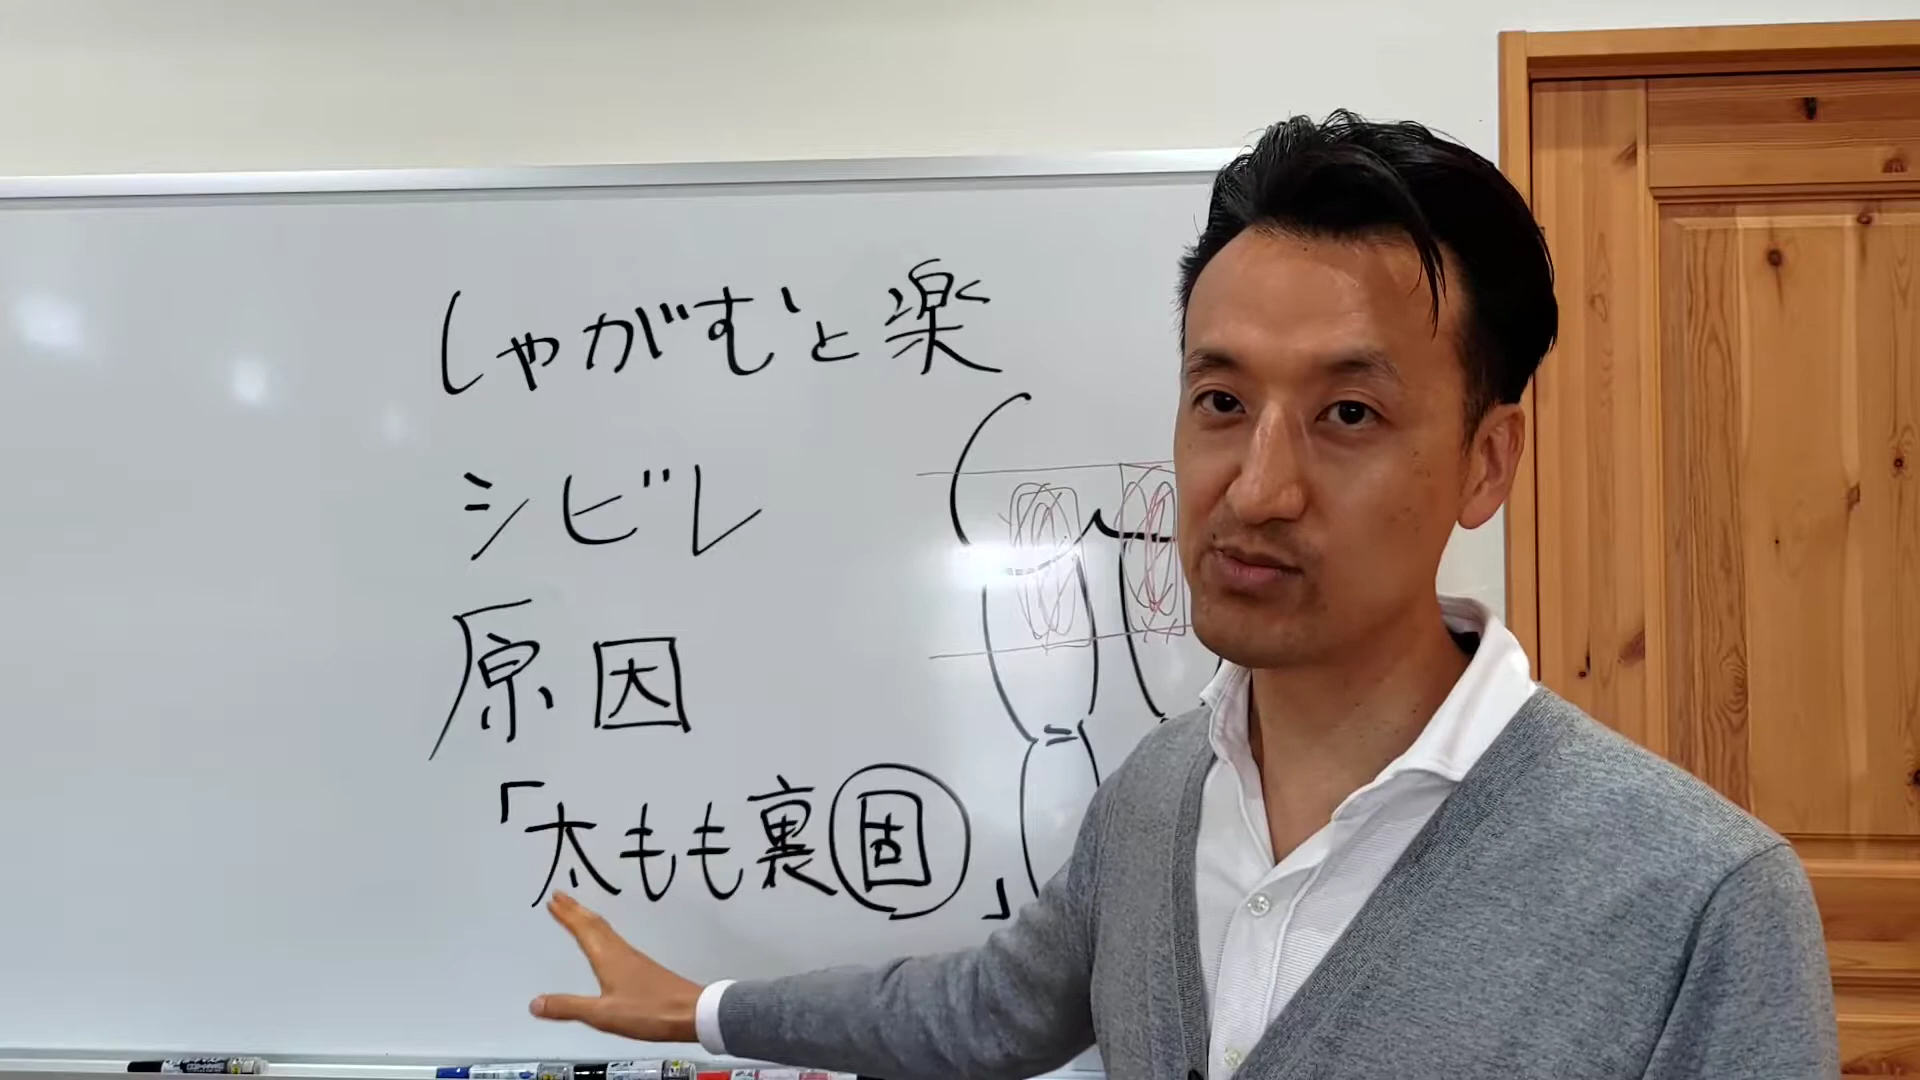 しゃがむと楽
シビレ
原因
「太もも裏固」